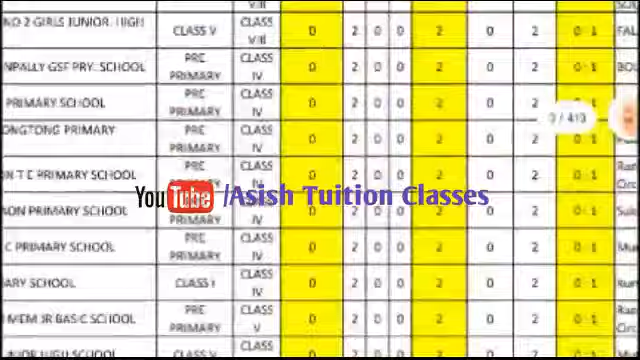 VIII
NO 2 GIRLS JUNIOR HIGH CLASS V CLASS VIII 0 2 0 0 2 0 2 0 1 FAL
NPALLY GSF PRY. SCHOOL PRE PRIMARY CLASS IV 0 2 0 0 2 0 2 0 1
PRIMARY SCHOOL PRE PRIMARY CLASS IV 0 2 0 0 2 0 2
ONGTONG PRIMARY PRE PRIMARY CLASS IV 0 2 0 0 2 0 2 0 1
/ 413
ON T E PRIMARY SCHOOL PRE PRIMARY CLASS IV 0 2 0 0 2 0 2 0 1
YouTube /Asish Tuition Classes
PRIMARY SCHOOL PRE PRIMARY CLASS IV 0 2 0 0 2 0 2 0 1
C PRIMARY SCHOOL PRE PRIMARY CLASS IV 0 2 0 0 2 0 2 0 1
ARY SCHOOL CLASS I CLASS IV 0 2 0 0 2 0 2 0 1
MEM JR BASIC SCHOOL PRE PRIMARY CLASS V 0 2 0 0 2 0 2 0 1
JUNIOR HIGH SCHOOL CLASS V CLASS 0 2 0 0 2 0 2 0 1